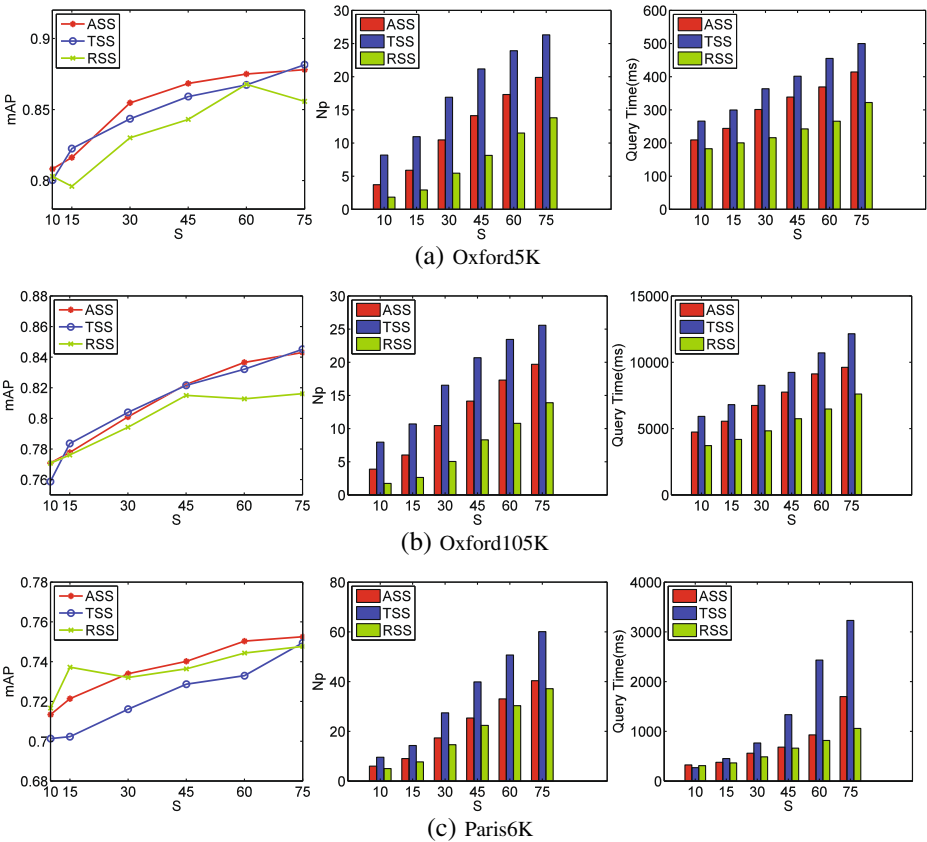 0.9
0.85
0.8
mAP
ASS
TSS
RSS
10 15 30 45 60 75
S
30
25
20
15
10
5
0
Np
ASS
TSS
RSS
10 15 30 45 60 75
S
600
500
400
300
200
100
0
Query Time(ms)
ASS
TSS
RSS
10 15 30 45 60 75
S
(a) Oxford5K
0.88
0.86
0.84
0.82
0.8
0.78
0.76
mAP
ASS
TSS
RSS
10 15 30 45 60 75
S
30
25
20
15
10
5
0
Np
ASS
TSS
RSS
10 15 30 45 60 75
S
15000
10000
5000
0
Query Time(ms)
ASS
TSS
RSS
10 15 30 45 60 75
S
(b) Oxford105K
0.78
0.76
0.74
0.72
0.7
0.68
mAP
ASS
TSS
RSS
10 15 30 45 60 75
S
80
60
40
20
0
Np
ASS
TSS
RSS
10 15 30 45 60 75
S
4000
3000
2000
1000
0
Query Time(ms)
ASS
TSS
RSS
10 15 30 45 60 75
S
(c) Paris6K